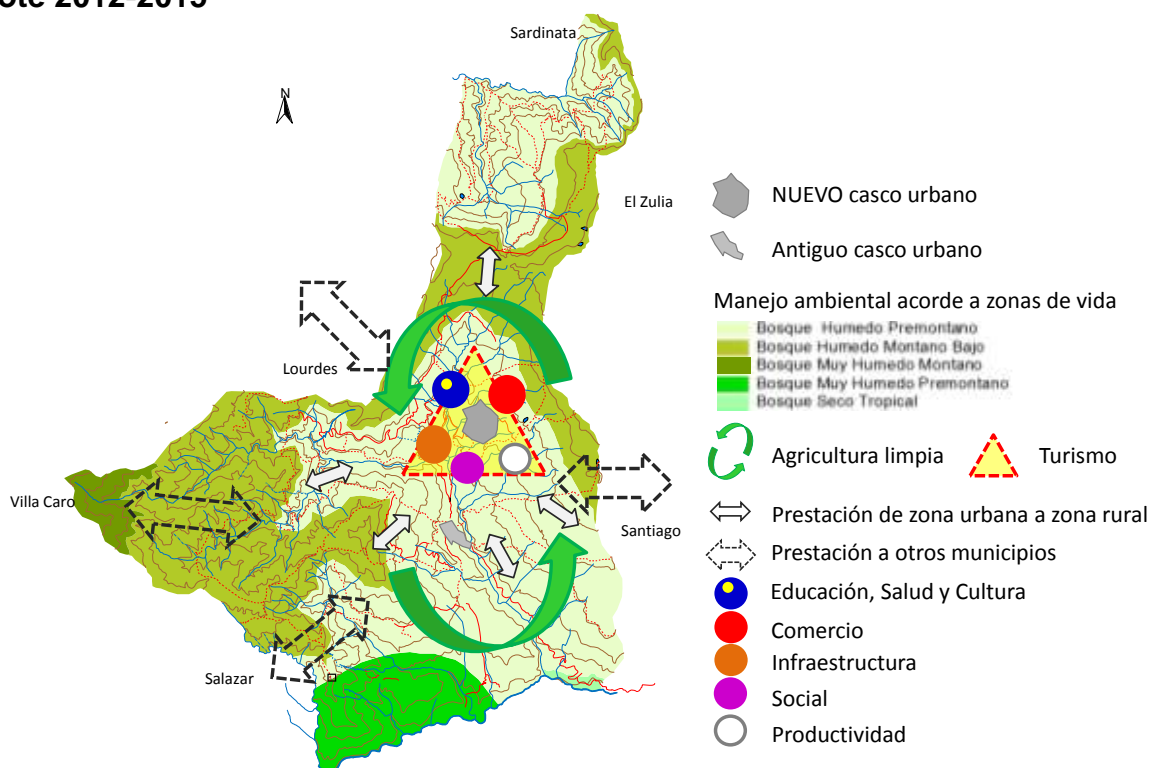 ote 2012-2015
Sardinata
N
El Zulia
Lourdes
Villa Caro
Santiago
Salazar
NUEVO casco urbano
Antiguo casco urbano
Manejo ambiental acorde a zonas de vida
Bosque Humedo Premontano
Bosque Humedo Montano Bajo
Bosque Muy Humedo Montano
Bosque Muy Humedo Premontano
Bosque Seco Tropical
Agricultura limpia
Turismo
Prestación de zona urbana a zona rural
Prestación a otros municipios
Educación, Salud y Cultura
Comercio
Infraestructura
Social
Productividad